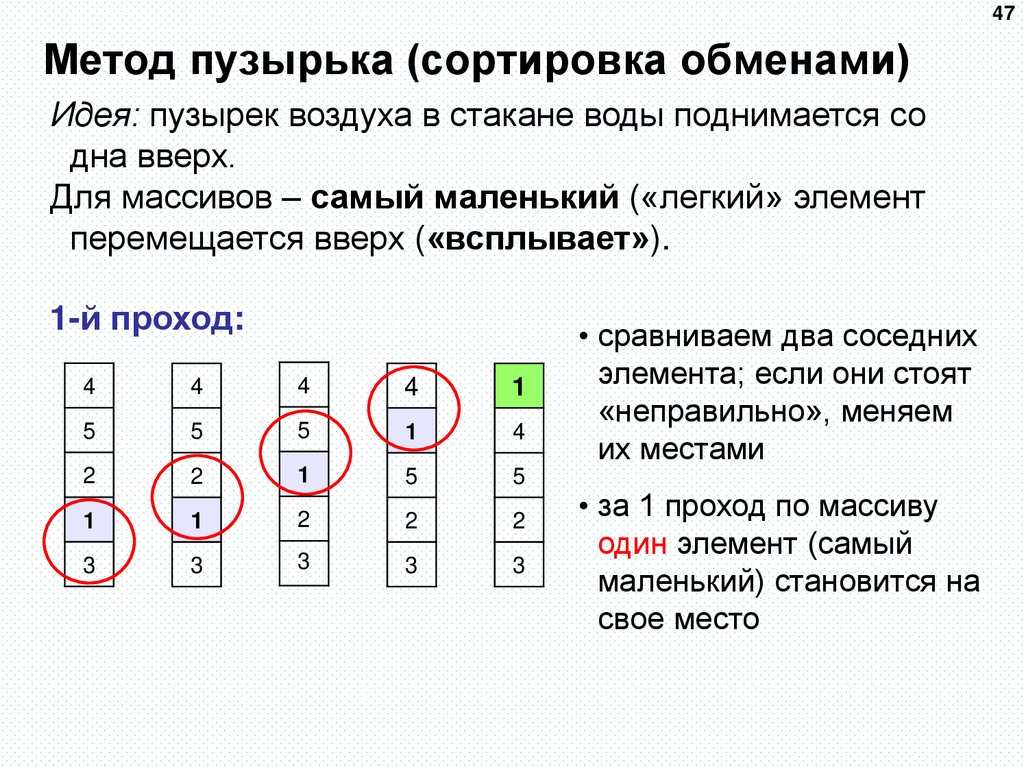 47
Метод пузырька (сортировка обменами)
Идея: пузырек воздуха в стакане воды поднимается со
дна вверх.
Для массивов – самый маленький («легкий» элемент
перемещается вверх («всплывает»).
1-й проход:
4 4 4 4 1
5 5 5 1 4
2 2 1 5 5
1 1 2 2 2
3 3 3 3 3
• сравниваем два соседних
элемента; если они стоят
«неправильно», меняем
их местами
• за 1 проход по массиву
один элемент (самый
маленький) становится на
свое место